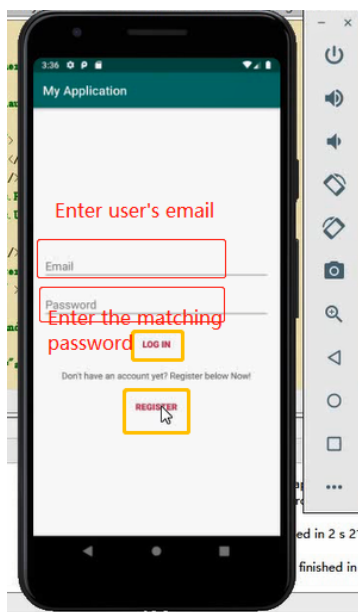 3:36
My Application
Enter user's email
Email
Password
Enter the matching
password
LOG IN
Don't have an account yet? Register below Now!
REGISTER
ed in 2 s 2
finished in